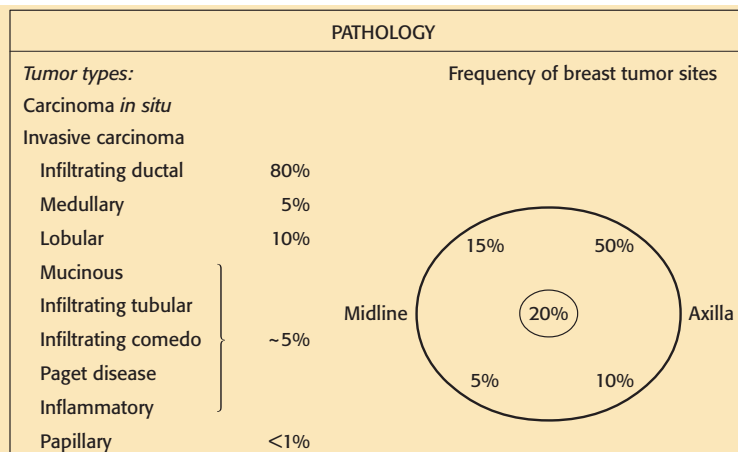 PATHOLOGY
Tumor types:
Carcinoma in situ
Invasive carcinoma
Infiltrating ductal 80%
Medullary 5%
Lobular 10%
Mucinous
Infiltrating tubular
Infiltrating comedo ~5%
Paget disease
Inflammatory
Papillary <1%
Frequency of breast tumor sites
15% 50%
Midline 20% Axilla
5% 10%